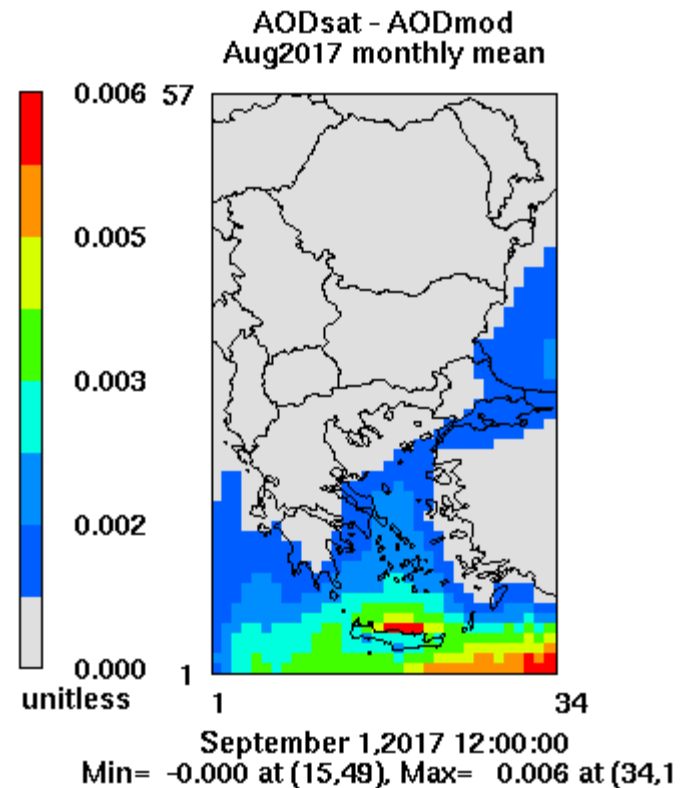 AODsat - AODmod
Aug2017 monthly mean
0.006
0.005
0.003
0.002
0.000
unitless
57
1
1
34
September 1,2017 12:00:00
Min= -0.000 at (15,49), Max= 0.006 at (34,1